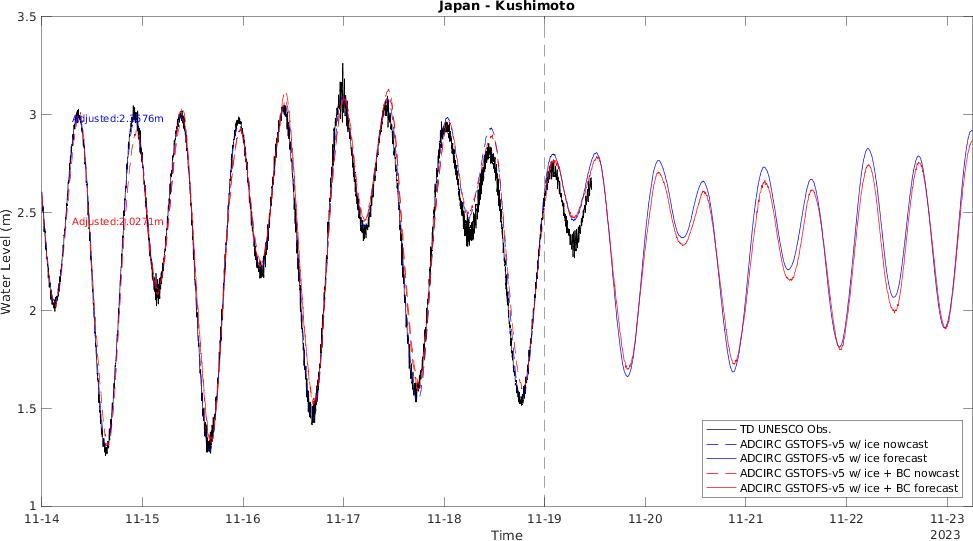 Japan - Kushimoto
3.5
3
2.5
2
1.5
1
Water Level (m)
Adjusted:2.0271m
TD UNESCO Obs.
ADCIRC GSTOFS-v5 w/ ice nowcast
ADCIRC GSTOFS-v5 w/ ice forecast
ADCIRC GSTOFS-v5 w/ ice + BC nowcast
ADCIRC GSTOFS-v5 w/ ice + BC forecast
11-14
11-15
11-16
11-17
11-18
11-19
11-20
11-21
11-22
11-23
Time
2023